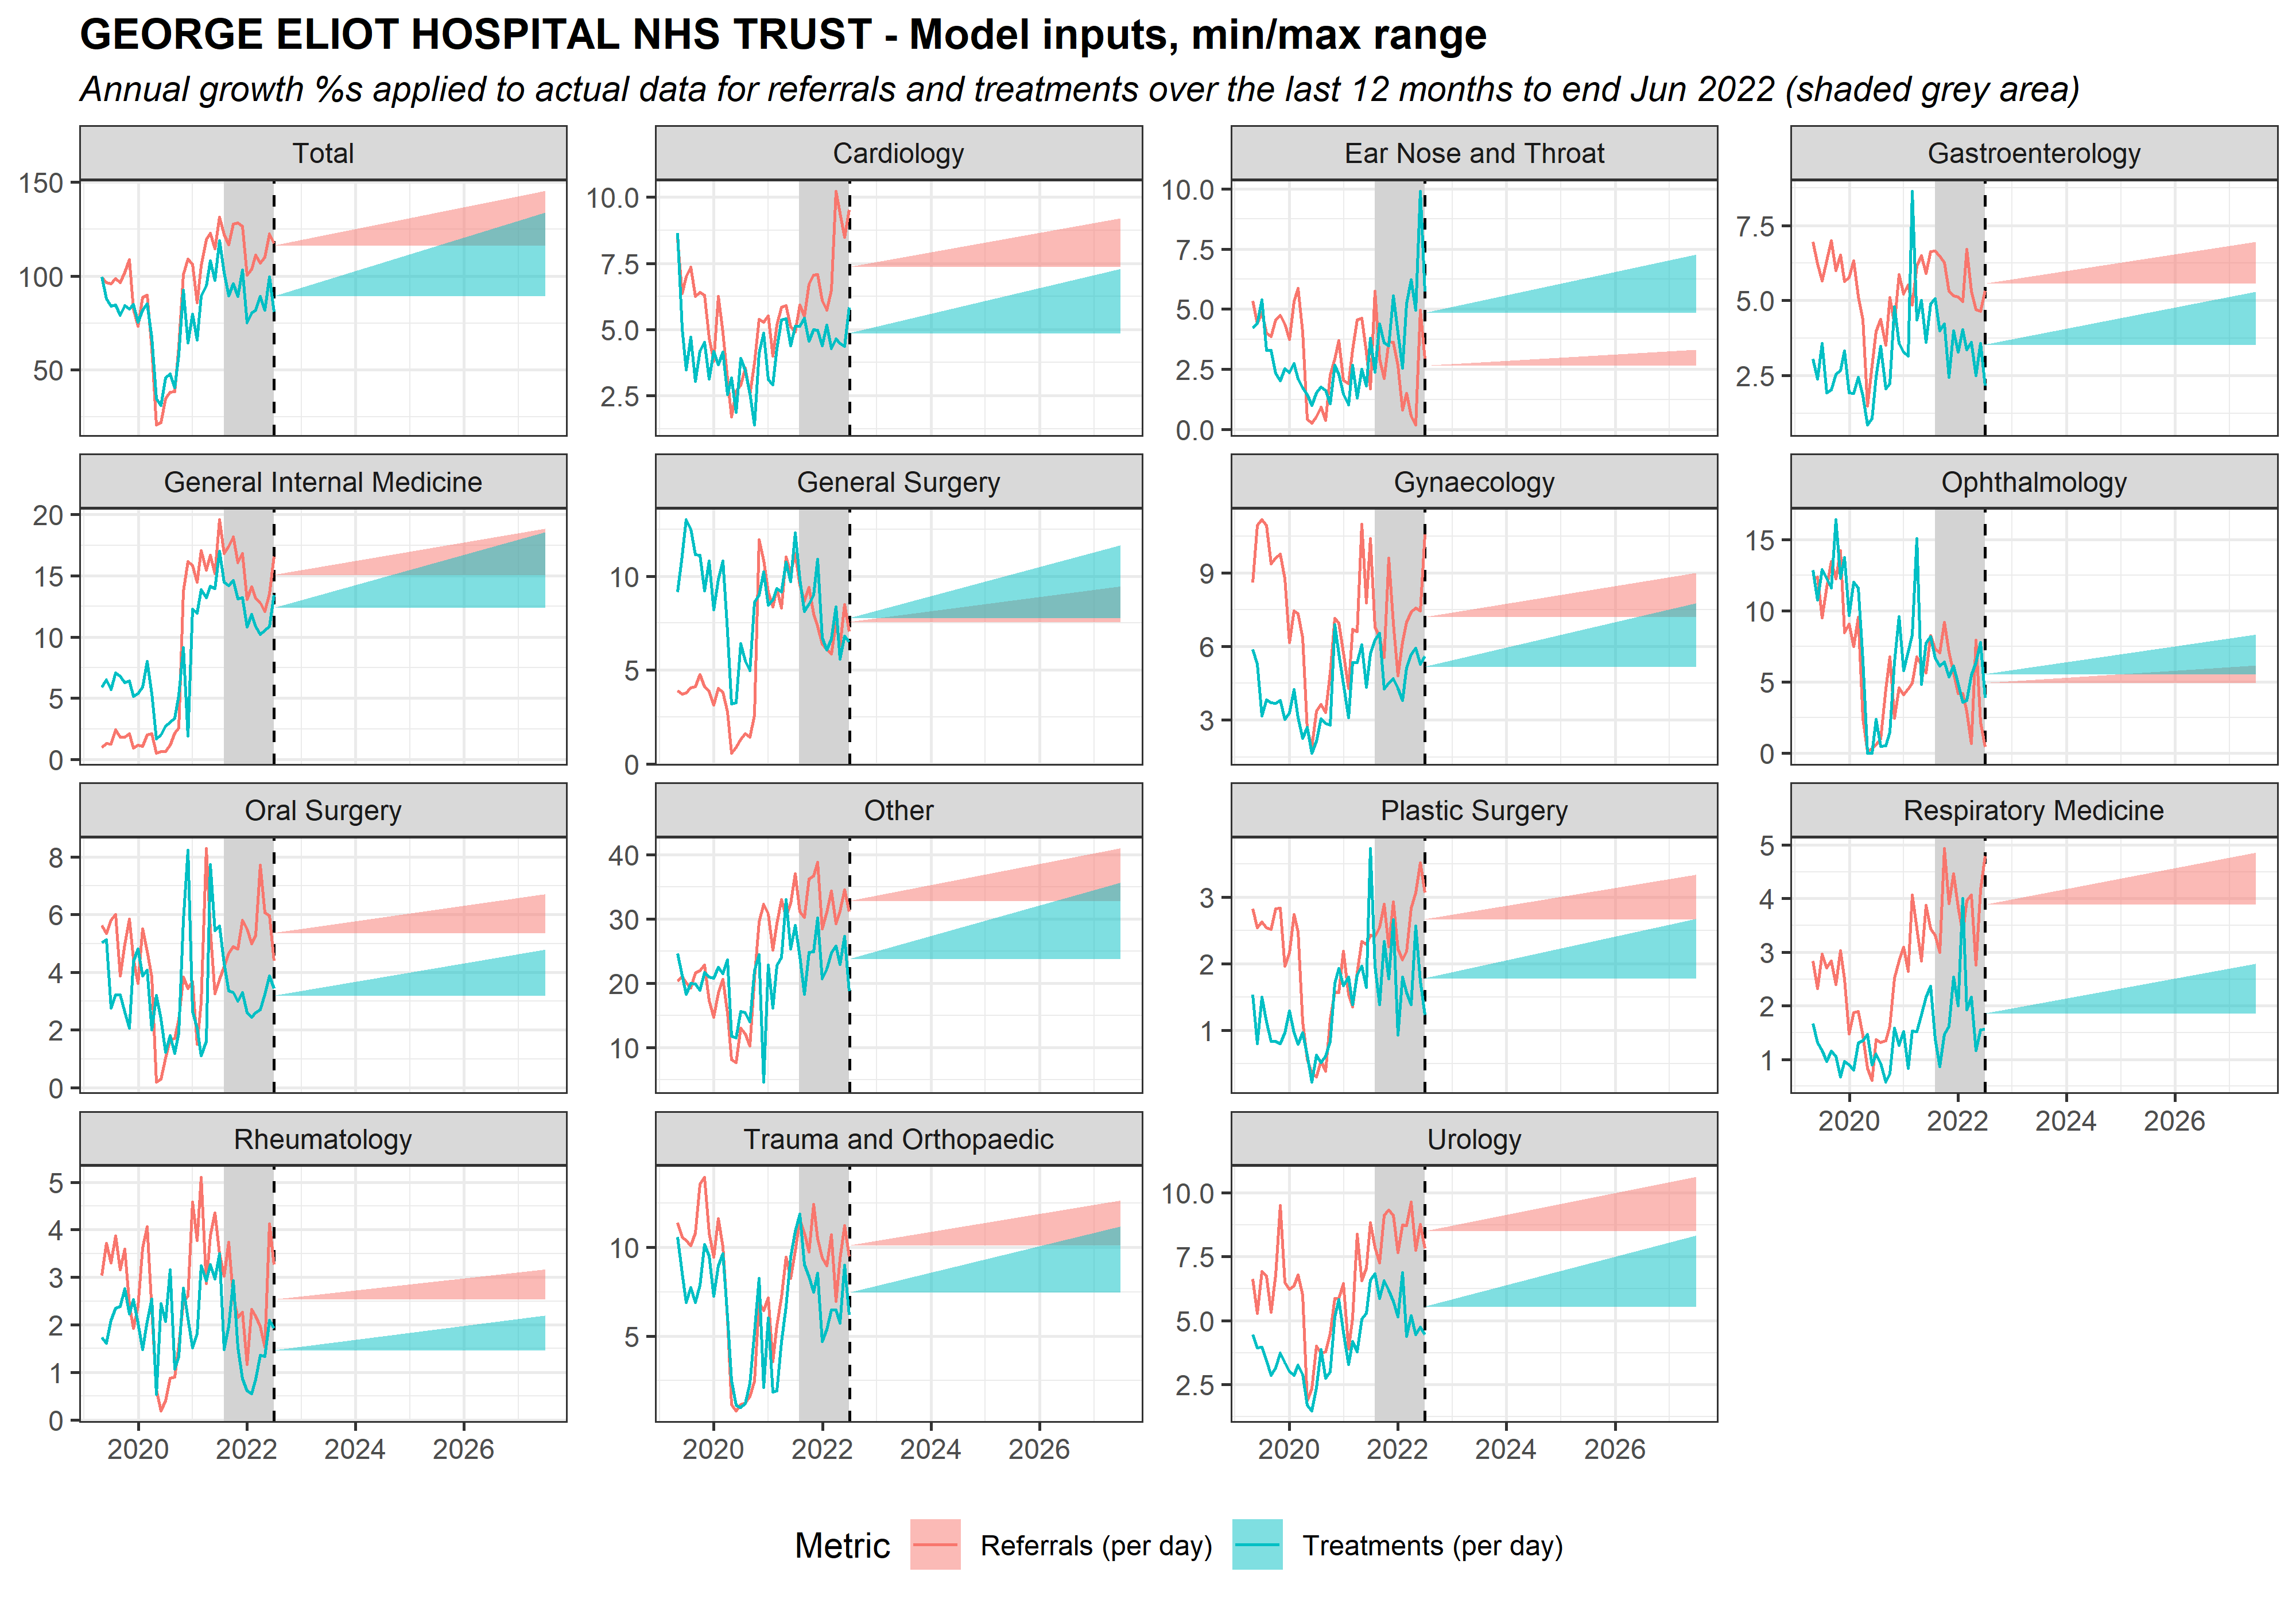 GEORGE ELIOT HOSPITAL NHS TRUST - Model inputs, min/max range
Annual growth %s applied to actual data for referrals and treatments over the last 12 months to end Jun 2022 (shaded grey area)
Total
150
100
50
Cardiology
10.0
7.5
5.0
2.5
Ear Nose and Throat
10.0
7.5
5.0
2.5
0.0
Gastroenterology
7.5
5.0
2.5
General Internal Medicine
20
15
10
5
0
General Surgery
10
5
0
Gynaecology
9
6
3
Ophthalmology
15
10
5
0
Oral Surgery
8
6
4
2
0
Other
40
30
20
10
Plastic Surgery
3
2
1
Respiratory Medicine
5
4
3
2
1
2020 2022 2024 2026
Rheumatology
5
4
3
2
1
0
2020 2022 2024 2026
Trauma and Orthopaedic
10
5
2020 2022 2024 2026
Urology
10.0
7.5
5.0
2.5
2020 2022 2024 2026
Metric Referrals (per day) Treatments (per day)